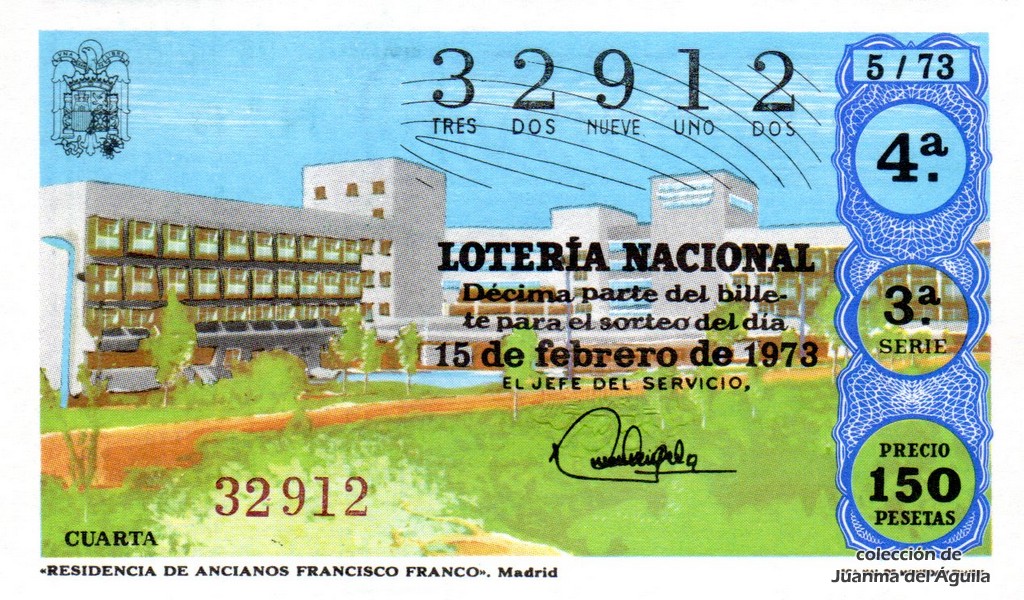 32912
TRES DOS NUEVE UNO DOS
5/73
4ª
LOTERÍA NACIONAL
Décima parte del bille-
te para el sorteo del día
15 de febrero de 1973
EL JEFE DEL SERVICIO,
3ª
SERIE
PRECIO
150
PESETAS
32912
CUARTA
«RESIDENCIA DE ANCIANOS FRANCISCO FRANCO». Madrid
colección de
Juanma del Águila